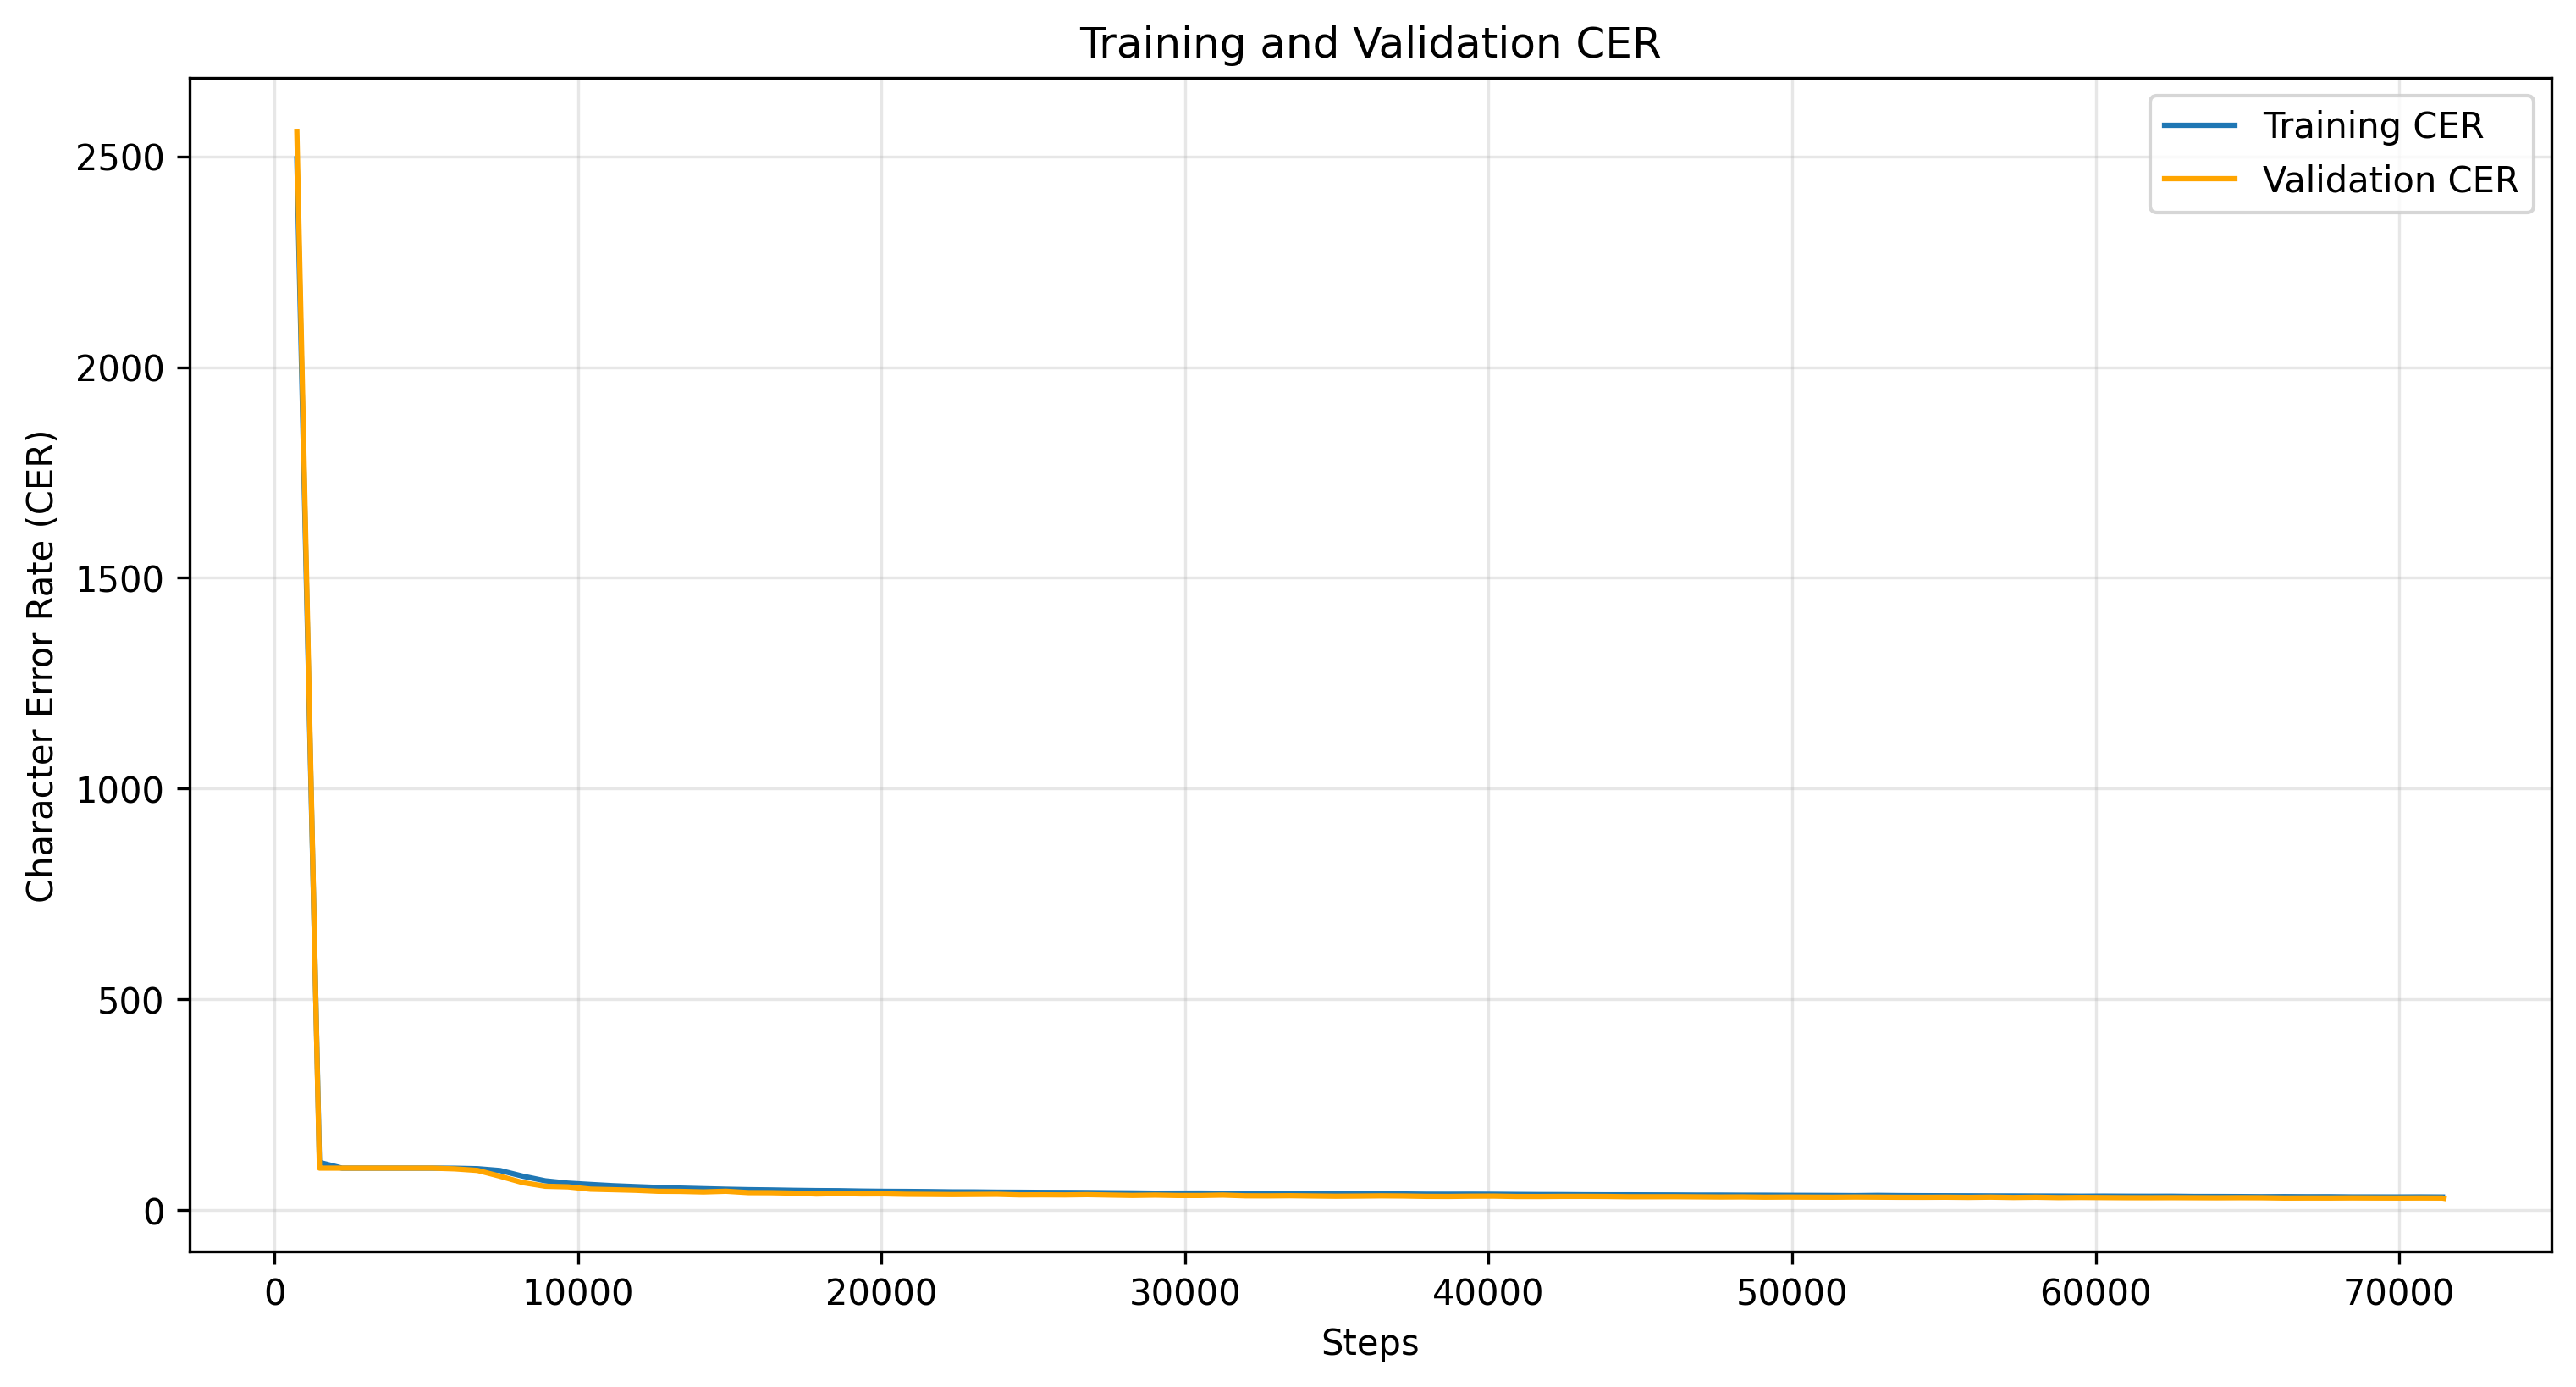 Training and Validation CER
Training CER
Validation CER
Character Error Rate (CER)
2500
2000
1500
1000
500
0
0 10000 20000 30000 40000 50000 60000 70000
Steps